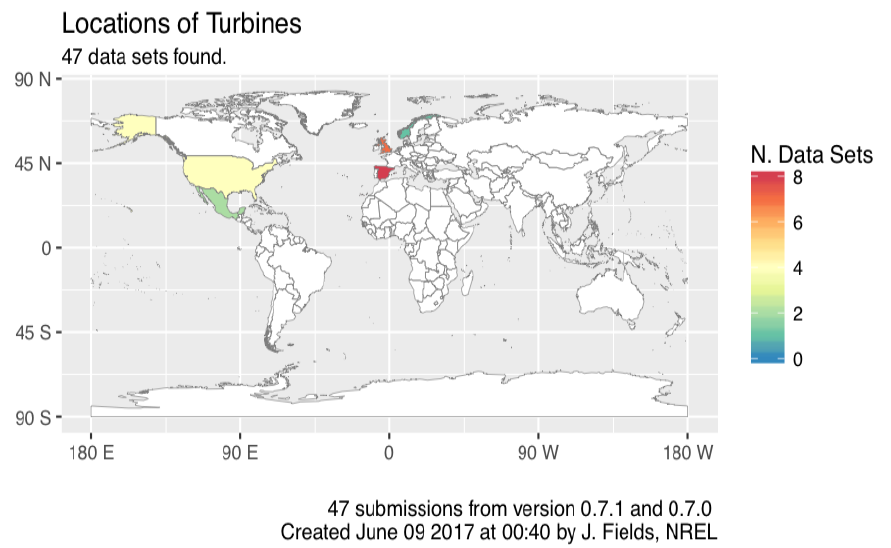 Locations of Turbines
47 data sets found.
90 N
45 N
0
45 S
90 S
180 E
90 E
0
90 W
180 W
N. Data Sets
8
6
4
2
0
47 submissions from version 0.7.1 and 0.7.0
Created June 09 2017 at 00:40 by J. Fields, NREL